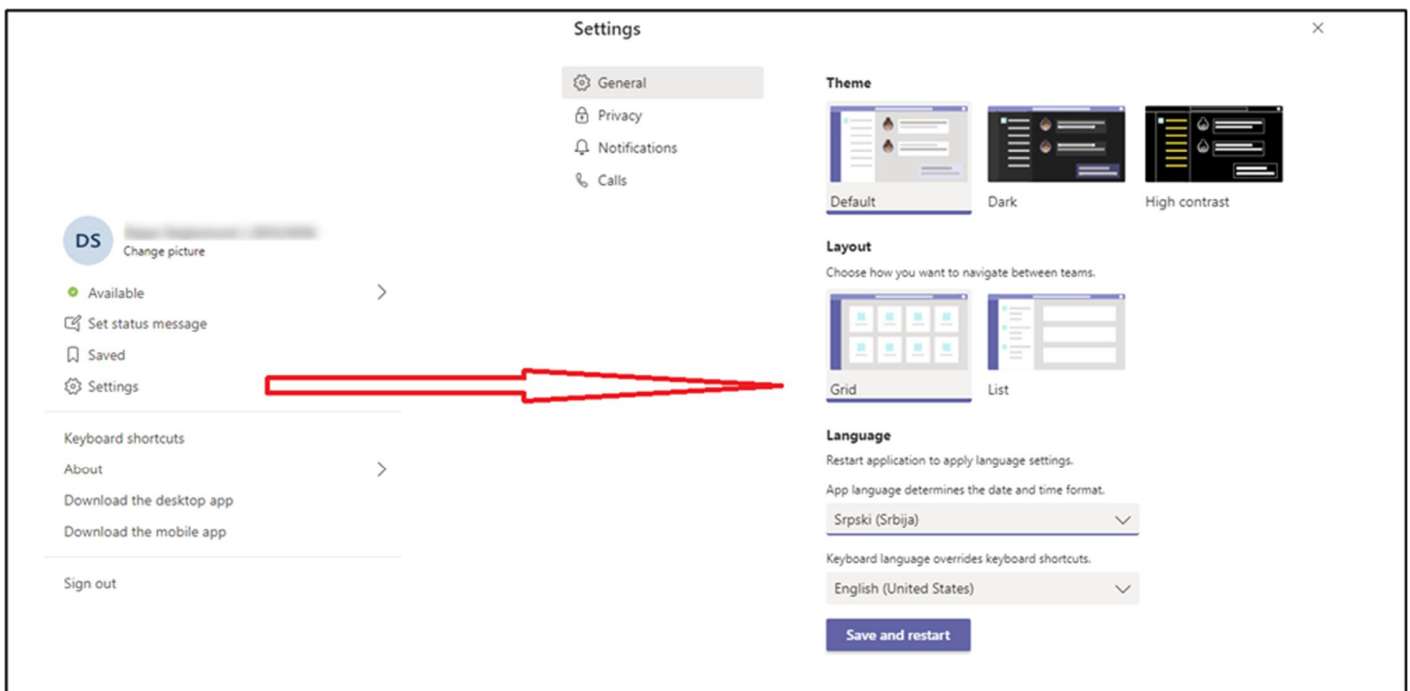 DS
Change picture
Available
Set status message
Saved
Settings
Keyboard shortcuts
About
Download the desktop app
Download the mobile app
Sign out
Settings
General
Privacy
Notifications
Calls
Theme
Default
Dark
High contrast
Layout
Choose how you want to navigate between teams.
Grid
List
Language
Restart application to apply language settings.
App language determines the date and time format.
Srpski (Srbija)
Keyboard language overrides keyboard shortcuts.
English (United States)
Save and restart